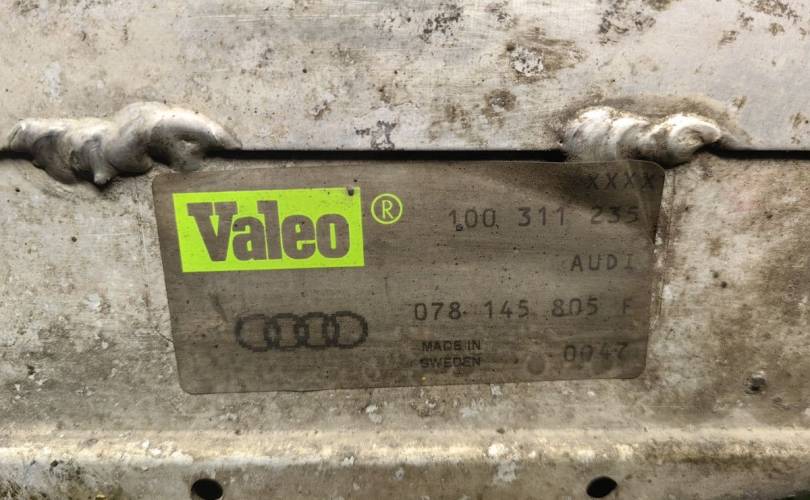 XXXX
Valeo® 100 311 235
AUDI
078 145 805 F
MADE IN
SWEDEN 0047